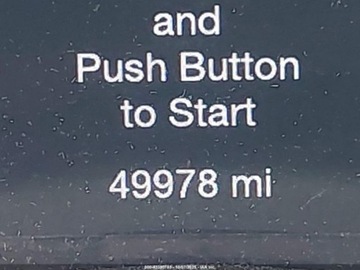 and
Push Button
to Start
49978 mi